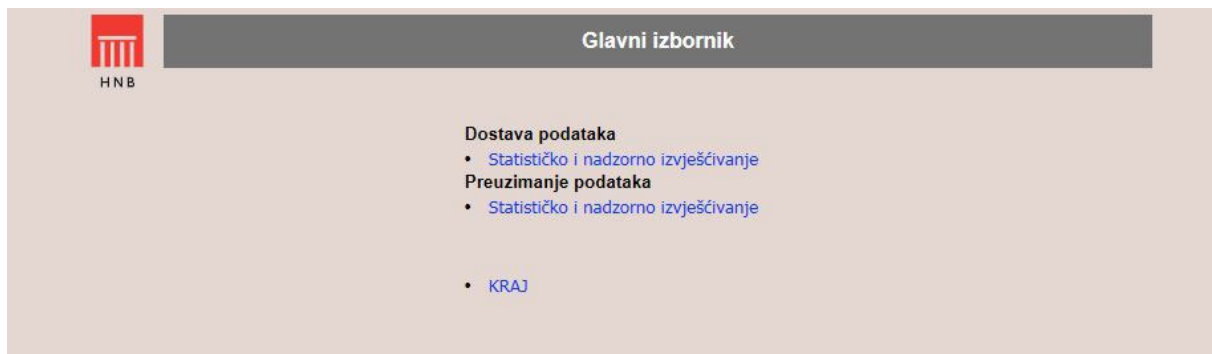 Glavni izbornik
HNB
Dostava podataka
• Statističko i nadzorno izvješćivanje
Preuzimanje podataka
• Statističko i nadzorno izvješćivanje
• KRAJ